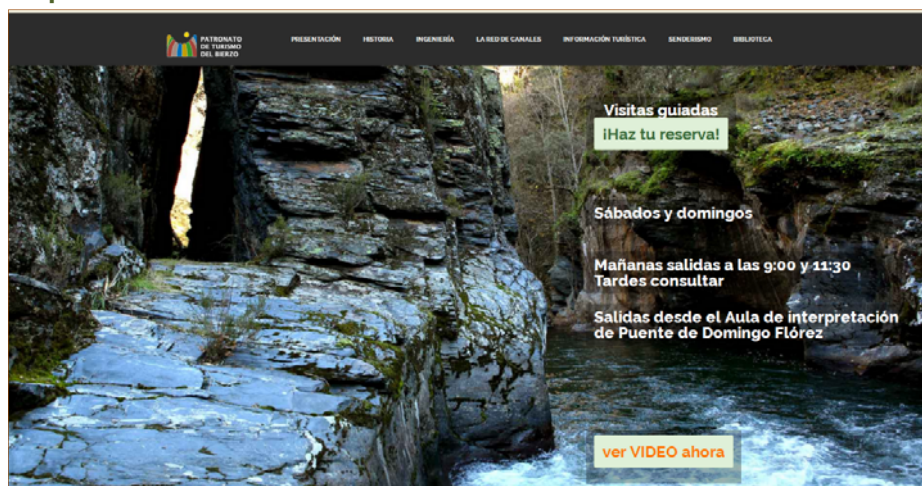 PATRONATO
DE TURISMO
DEL BIERZO
PRESENTACIÓN HISTORIA INGENIERÍA LA RED DE CANALES INFORMACIÓN TURÍSTICA SENDERISMO BIBLIOTECA
Visitas guiadas
¡Haz tu reserva!
Sábados y domingos
Mañanas salidas a las 9:00 y 11:30
Tardes consultar
Salidas desde el Aula de interpretación
de Puente de Domingo Flórez
ver VIDEO ahora